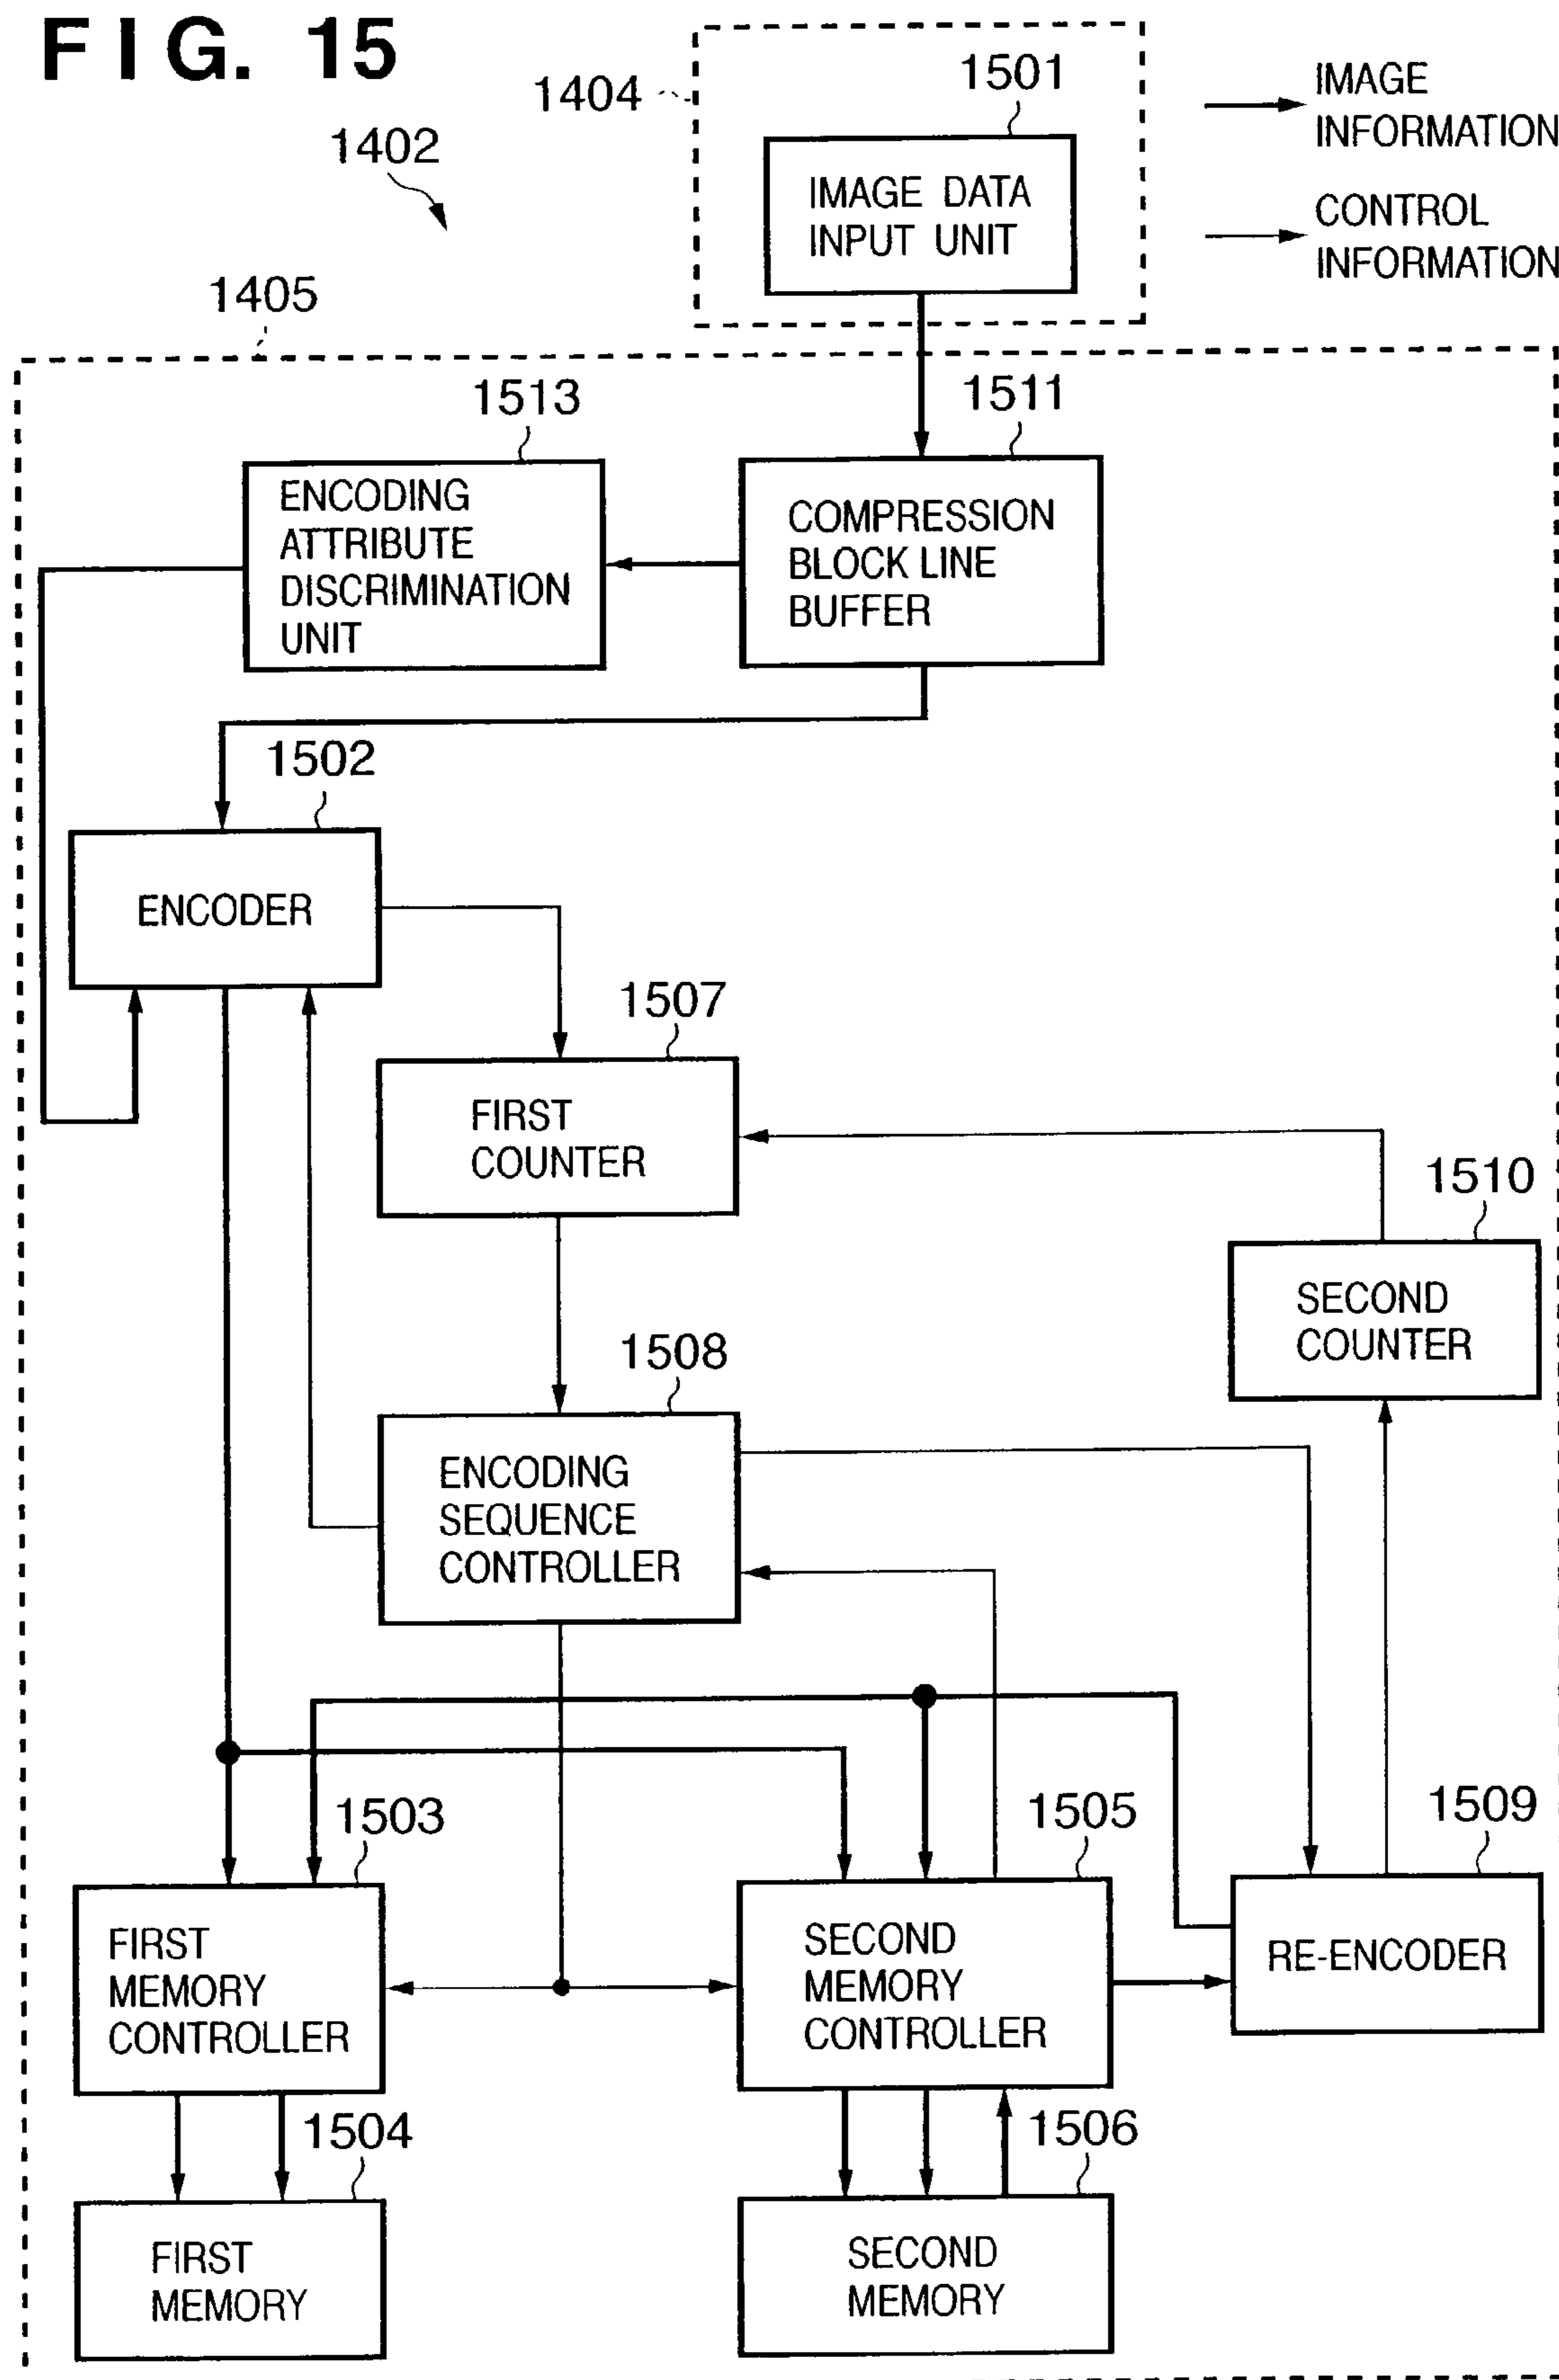 FIG. 15
1404
1501
IMAGE
INFORMATION
1402
IMAGE DATA
INPUT UNIT
CONTROL
INFORMATION
1405
1513
1511
ENCODING
ATTRIBUTE
DISCRIMINATION
UNIT
COMPRESSION
BLOCK LINE
BUFFER
1502
ENCODER
1507
FIRST
COUNTER
1510
SECOND
COUNTER
1508
ENCODING
SEQUENCE
CONTROLLER
1503
1505
1509
FIRST
MEMORY
CONTROLLER
SECOND
MEMORY
CONTROLLER
RE-ENCODER
1504
1506
FIRST
MEMORY
SECOND
MEMORY